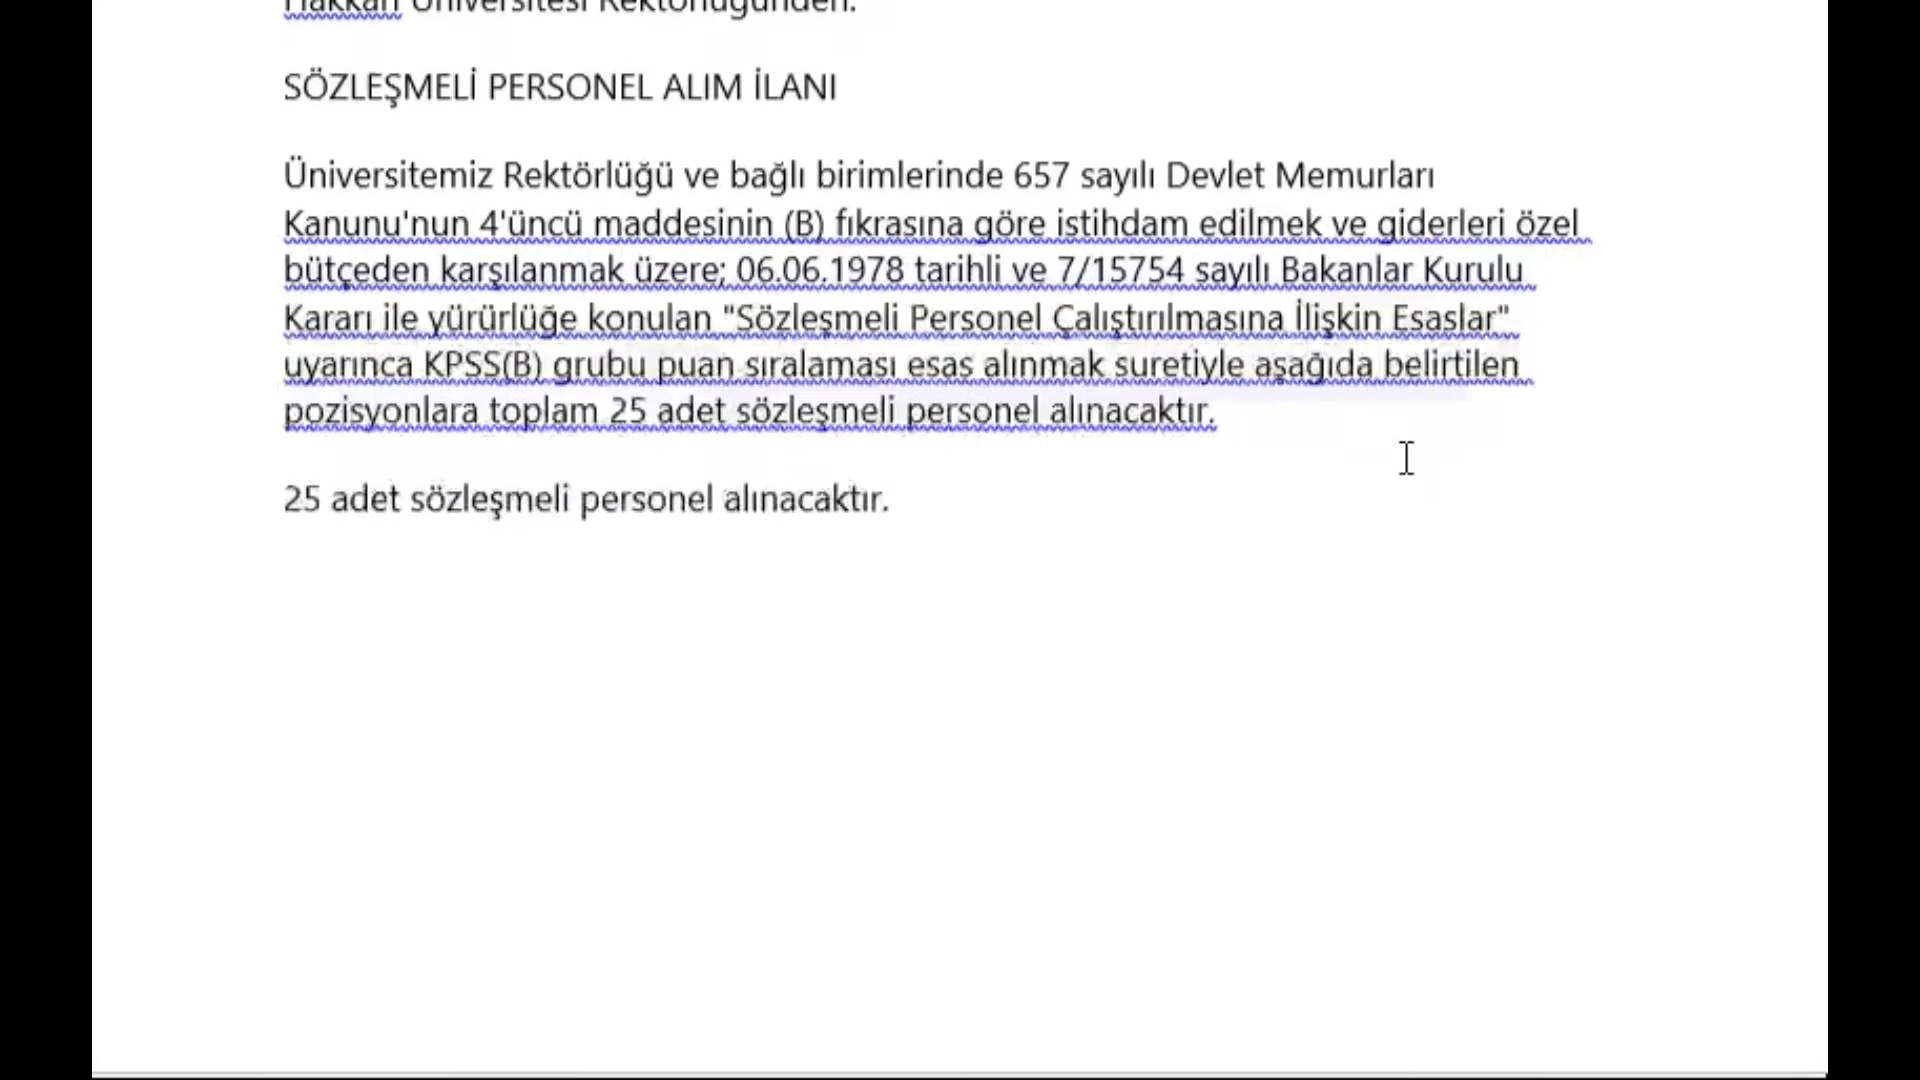 Hakkari Üniversitesi Rektörlüğünden:
SÖZLEŞMELİ PERSONEL ALIM İLANI
Üniversitemiz Rektörlüğü ve bağlı birimlerinde 657 sayılı Devlet Memurları
Kanunu'nun 4'üncü maddesinin (B) fıkrasına göre istihdam edilmek ve giderleri özel
bütçeden karşılanmak üzere; 06.06.1978 tarihli ve 7/15754 sayılı Bakanlar Kurulu
Kararı ile yürürlüğe konulan "Sözleşmeli Personel Çalıştırılmasına İlişkin Esaslar"
uyarınca KPSS(B) grubu puan sıralaması esas alınmak suretiyle aşağıda belirtilen
pozisyonlara toplam 25 adet sözleşmeli personel alınacaktır.
25 adet sözleşmeli personel alınacaktır.